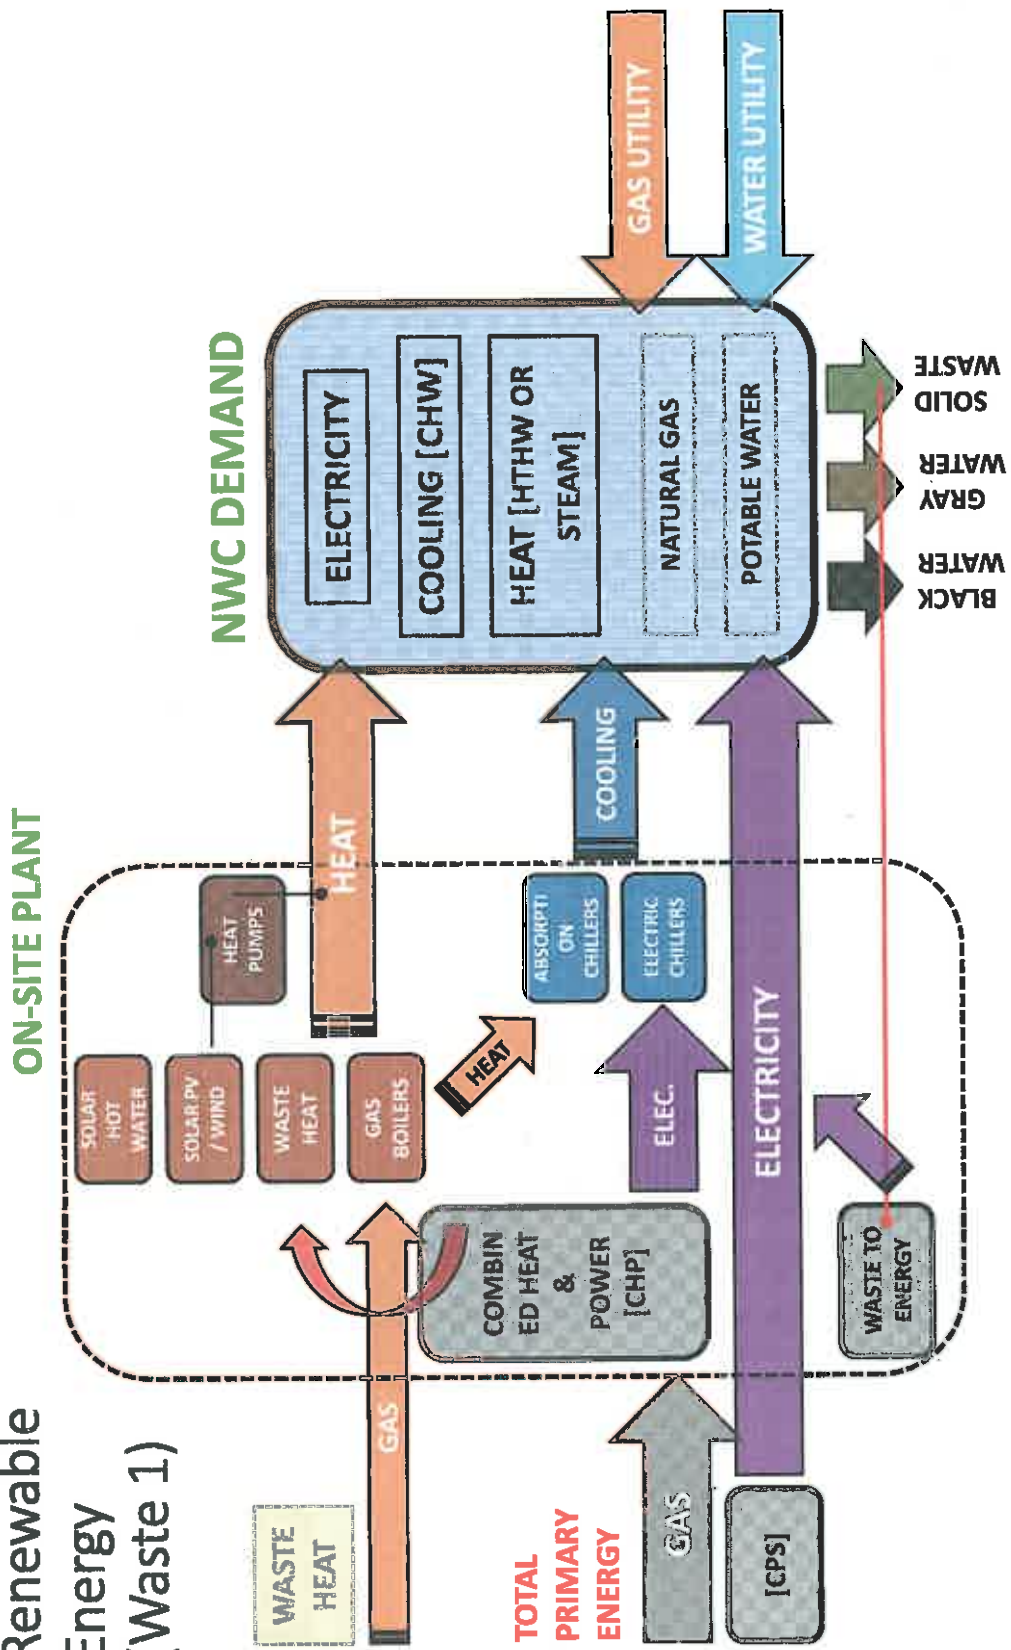 Renewable
Energy
(Waste 1)
ON-SITE PLANT
NWC DEMAND
WASTE
HEAT
GAS
TOTAL
PRIMARY
ENERGY
GAS
[CPS]
SOLAR
HOT
WATER
SOLAR PV
/ WIND
WASTE
HEAT
GAS
BOILERS
HEAT
PUMPS
HEAT
HEAT
COMBIN
ED HEAT
&
POWER
[CHP]
ELEC.
ABSORPTI
ON
CHILLERS
ELECTRIC
CHILLERS
COOLING
ELECTRICITY
WASTE TO
ENERGY
ELECTRICITY
COOLING [CHW]
HEAT [HTHW OR
STEAM]
NATURAL GAS
POTABLE WATER
GAS UTILITY
WATER UTILITY
BLACK
WATER
GRAY
WATER
SOLID
WASTE